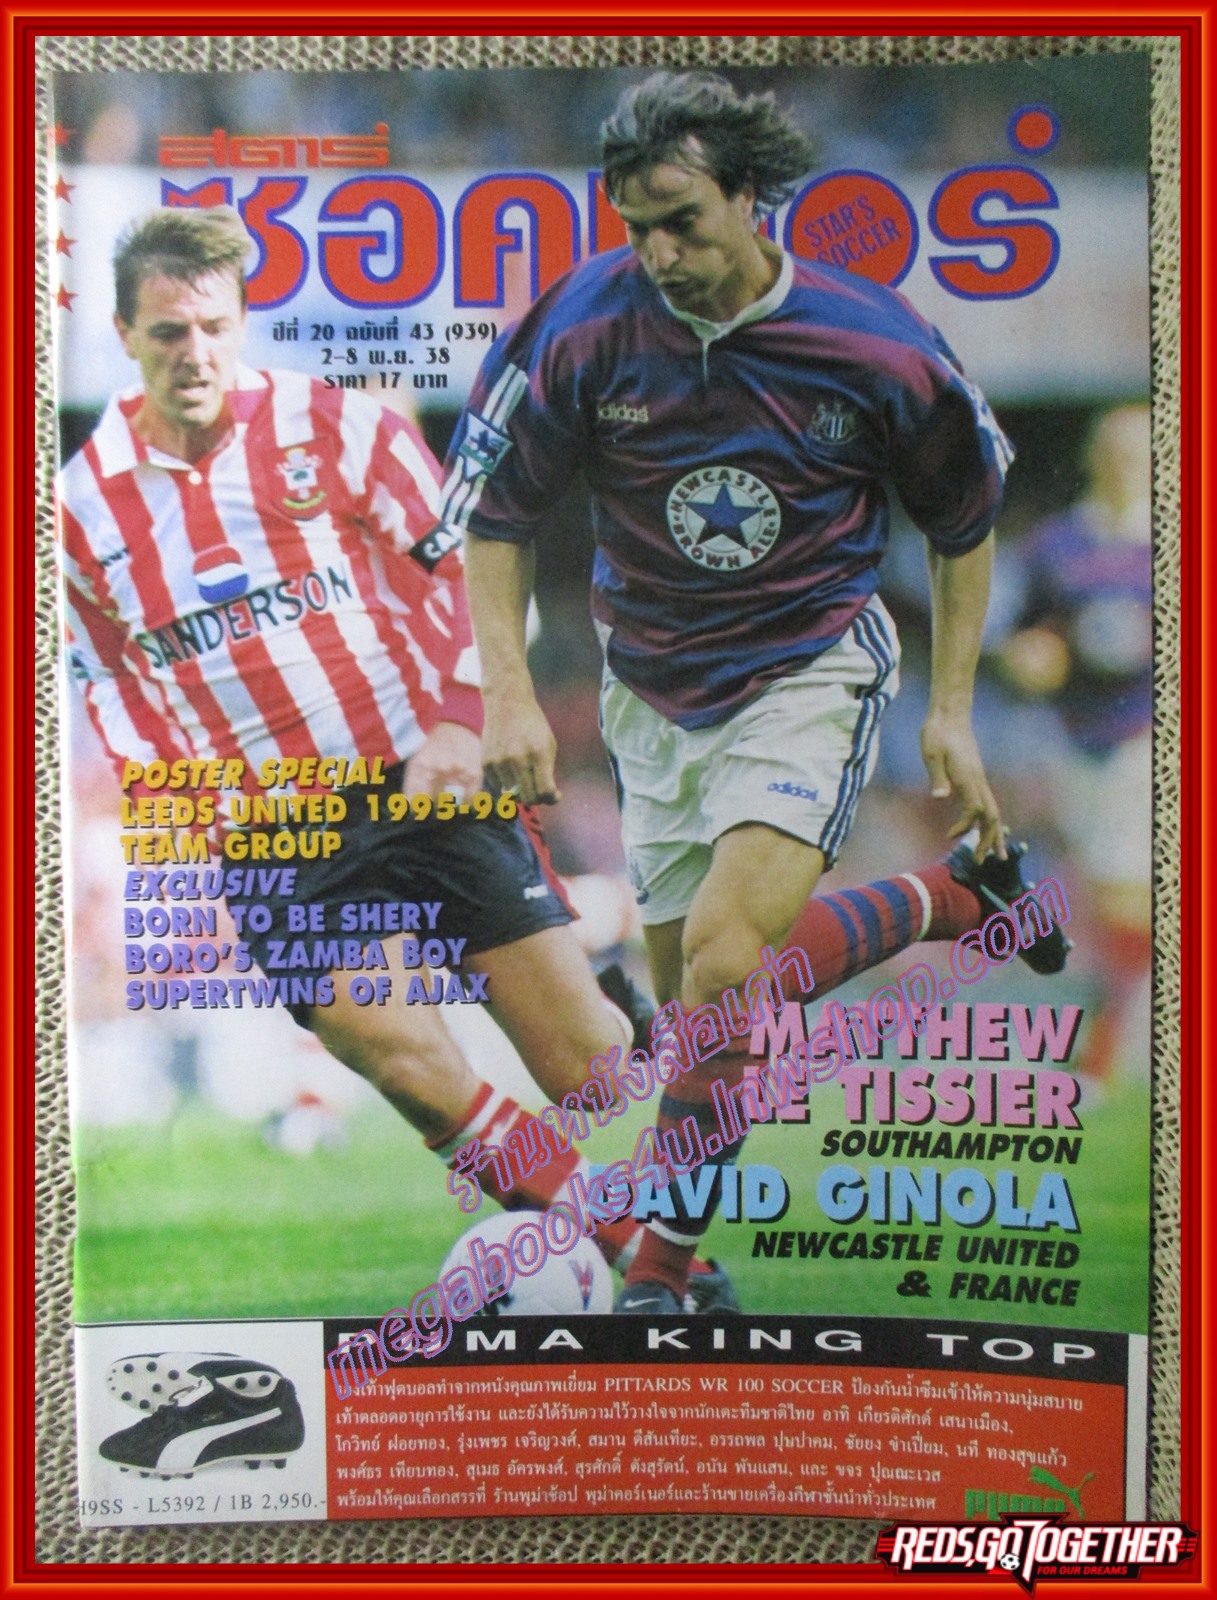 สตาร์
ซอคเกอร์
STAR'S
SOCCER
ปีที่ 20 ฉบับที่ 43 (939)
2-8 พ.ย. 38
ราคา 17 บาท
adidas
NEWCASTLE
BROWN ALE
CA
SANDERSON
adidas
POSTER SPECIAL
LEEDS UNITED 1995-96
TEAM GROUP
EXCLUSIVE
BORN TO BE SHERY
BORO'S ZAMBA BOY
SUPERTWINS OF AJAX
MATTHEW
LE TISSIER
SOUTHAMPTON
DAVID GINOLA
NEWCASTLE UNITED
& FRANCE
ร้านหนังสือเก่า
megabooks4u.lnwshop.com
PUMA KING TOP
รองเท้าฟุตบอลทำจากหนังคุณภาพเยี่ยม PITTARDS WR 100 SOCCER ป้องกันน้ำซึมเข้าให้ความนุ่มสบาย
เท้าตลอดอายุการใช้งาน และยังได้รับความไว้วางใจจากนักเตะทีมชาติไทย อาทิ เกียรติศักดิ์ เสนาเมือง,
โกวิทย์ ฝอยทอง, รุ่งเพชร เจริญวงศ์, สมาน ดีสันเทียะ, อรรถพล ปุษปาคม, ชัยยง ขำเปี่ยม, นที ทองสุขแก้ว
พงศ์ธร เทียบทอง, สุเมธ อัครพงศ์, สุรศักดิ์ ตังสุรัตน์, อนัน พันแสน, และ ขจร ปุณณะเวส
พร้อมให้คุณเลือกสรรที่ ร้านพูม่าช้อป พูม่าคอร์เนอร์และร้านขายเครื่องกีฬาชั้นนำทั่วประเทศ
H9SS - L5392 / 1B 2,950.-
PUMA
REDS,GO TOGETHER
FOR OUR DREAMS